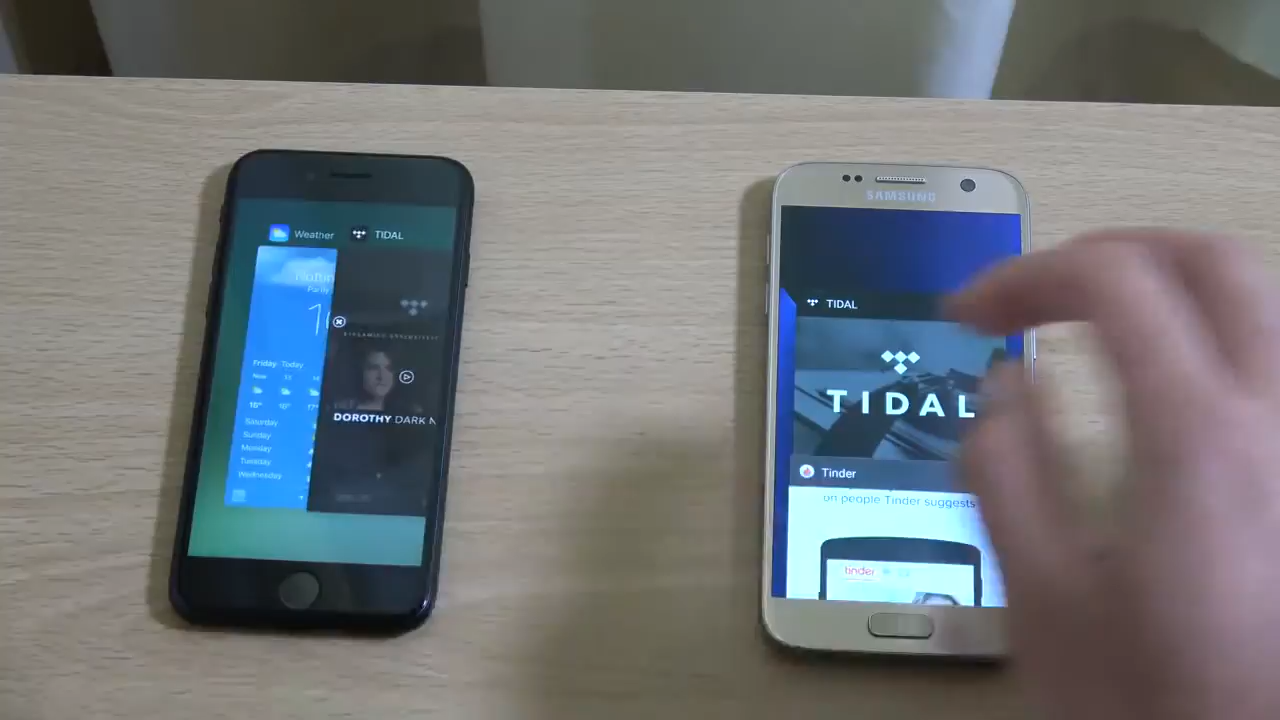 Weather
TIDAL
Friday Today
Saturday
Sunday
Monday
Tuesday
Wednesday
DOROTHY DARK N
SAMSUNG
TIDAL
TIDAL
Tinder
on people Tinder suggests
tinder